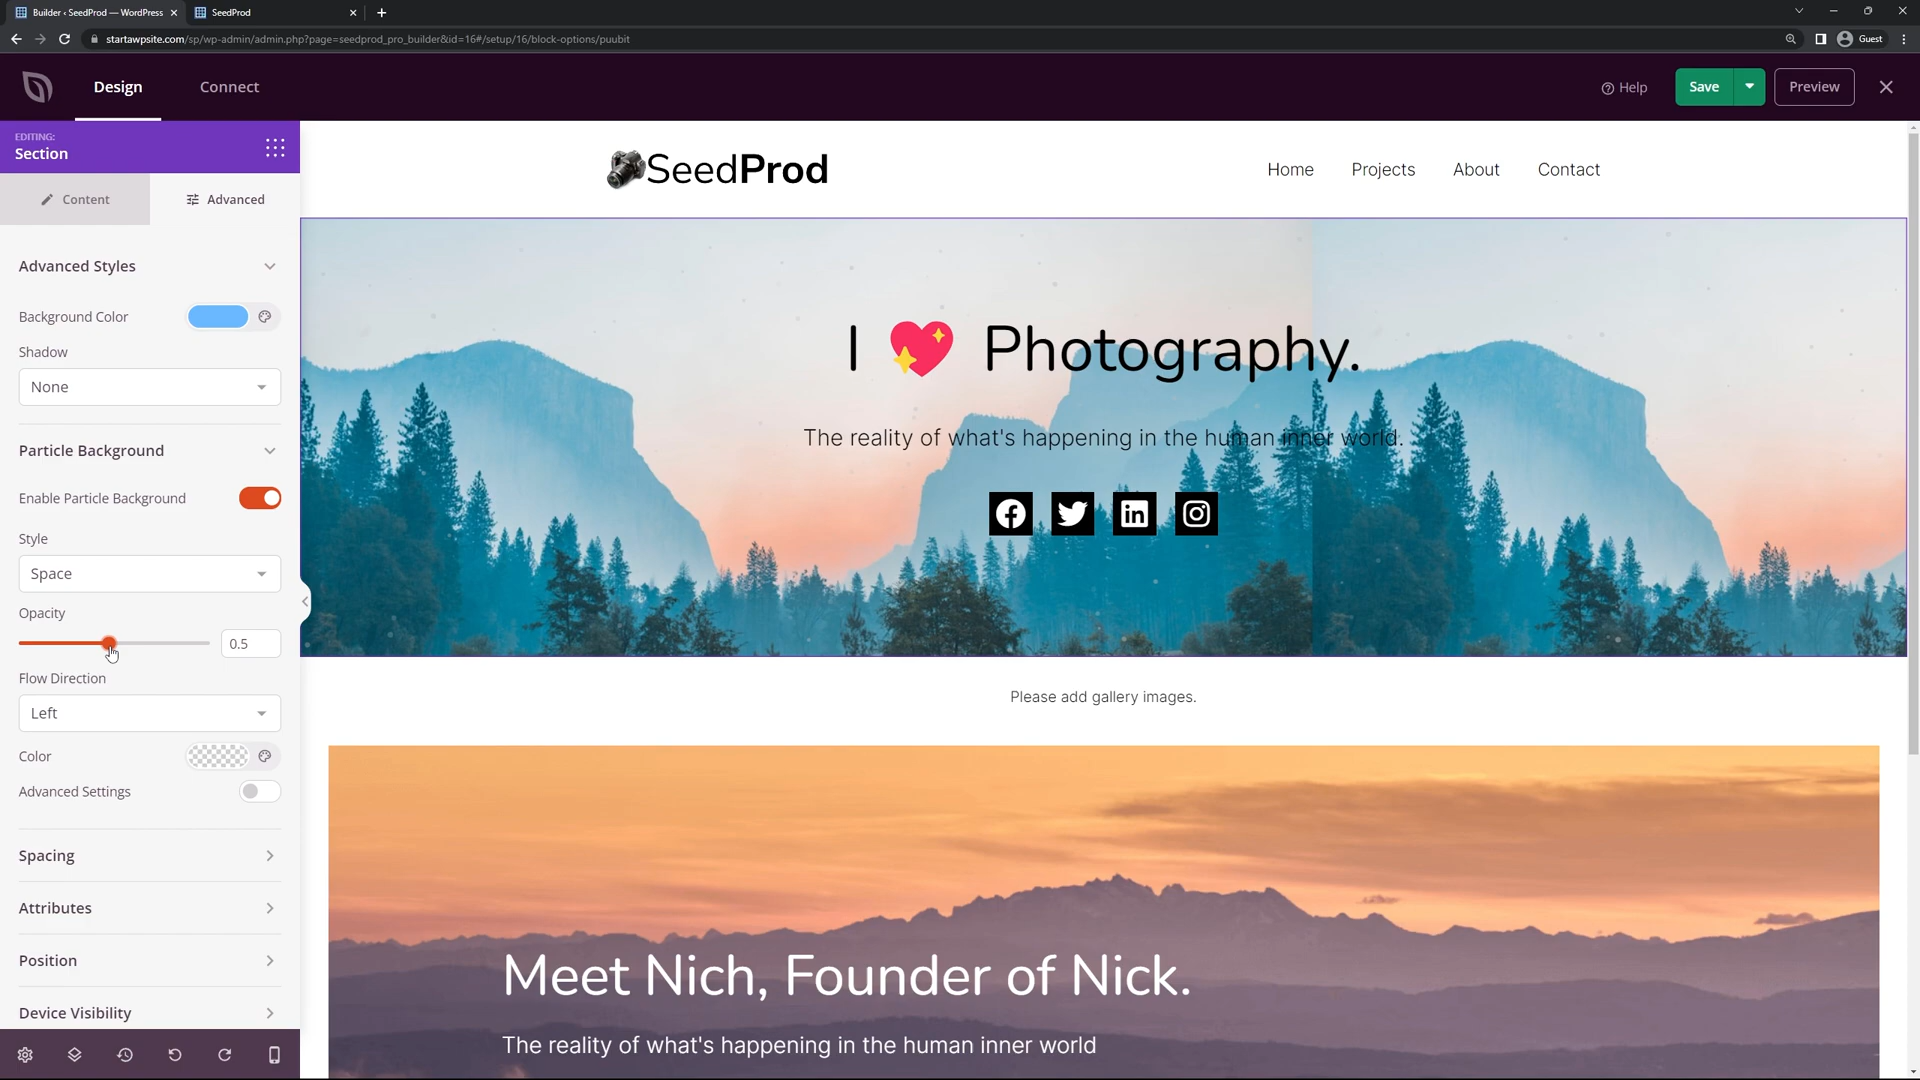 Builder < SeedProd — WordPress
SeedProd
startawpsite.com/sp/wp-admin/admin.php?page=seedprod_pro_builder&id=16#/setup/16/block-options/puubit
Guest
Design
Connect
Help
Save
Preview
EDITING:
Section
Content
Advanced
Advanced Styles
Background Color
Shadow
None
Particle Background
Enable Particle Background
Style
Space
Opacity
0.5
Flow Direction
Left
Color
Advanced Settings
Spacing
Attributes
Position
Device Visibility
SeedProd
Home
Projects
About
Contact
I 💖 Photography.
The reality of what's happening in the human inner world.
Please add gallery images.
Meet Nich, Founder of Nick.
The reality of what's happening in the human inner world